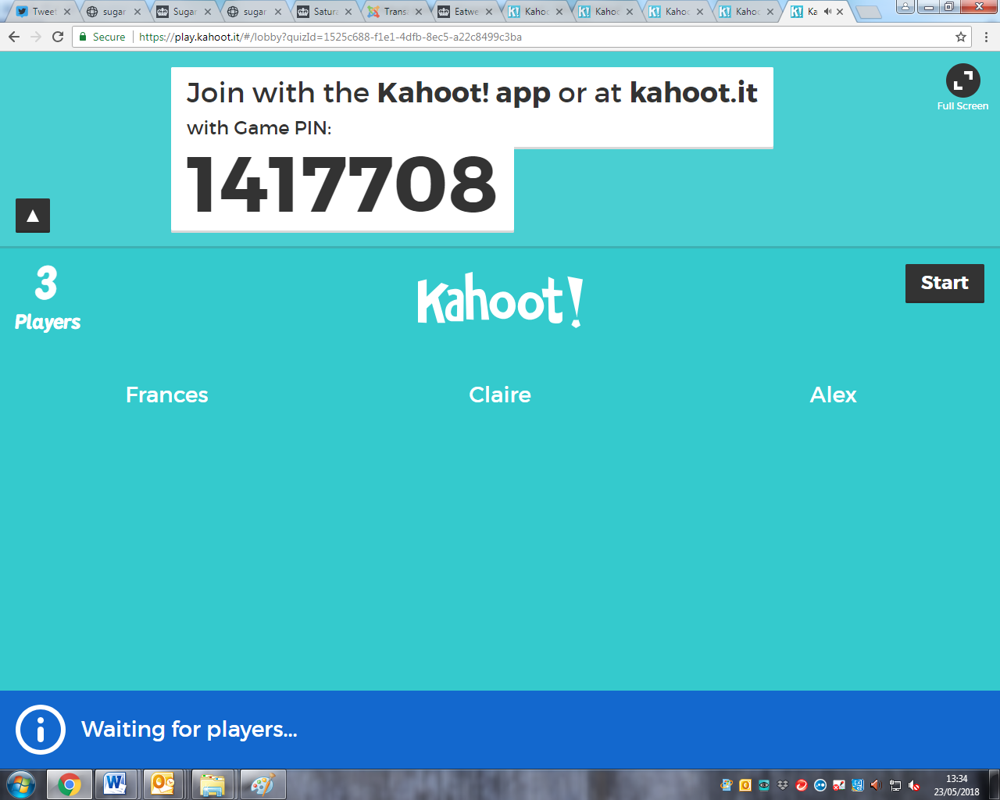 Tweet sugar Sugar sugar Satura Trans Eatwe Kahoo Kahoo Kahoo Kahoo Ka
Secure https://play.kahoot.it/#/lobby?quizId=1525c688-f1e1-4dfb-8ec5-a22c8499c3ba
Join with the Kahoot! app or at kahoot.it
with Game PIN:
1417708
Full Screen
3
Players
Kahoot!
Start
Frances Claire Alex
Waiting for players...
13:34
23/05/2018